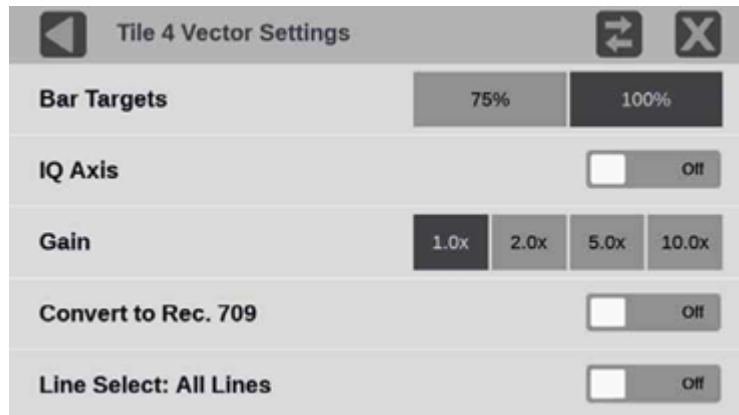 Tile 4 Vector Settings
Bar Targets 75% 100%
IQ Axis Off
Gain 1.0x 2.0x 5.0x 10.0x
Convert to Rec. 709 Off
Line Select: All Lines Off